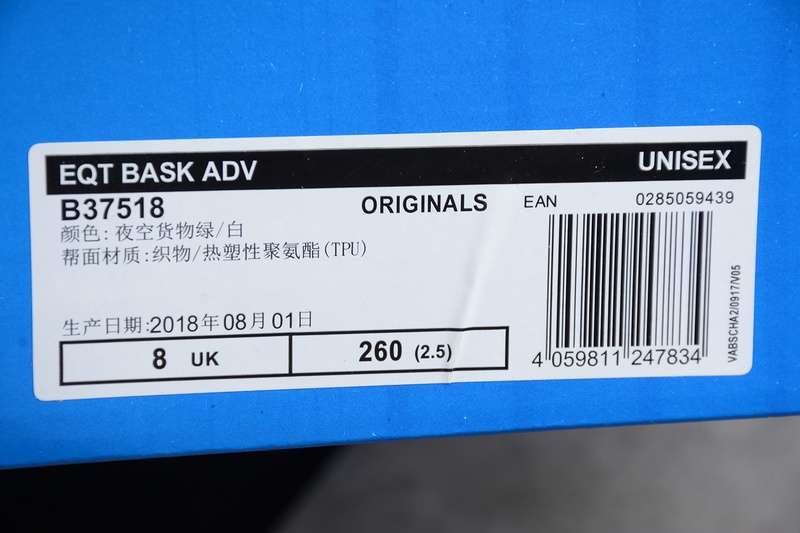 EQT BASK ADV UNISEX
B37518 ORIGINALS EAN 0285059439
颜色: 夜空货物绿/白
帮面材质:织物/热塑性聚氨酯(TPU)
生产日期:2018年08月01日
8 UK 260 (2.5)
4 059811 247834
VABSCHA2/0917/V05